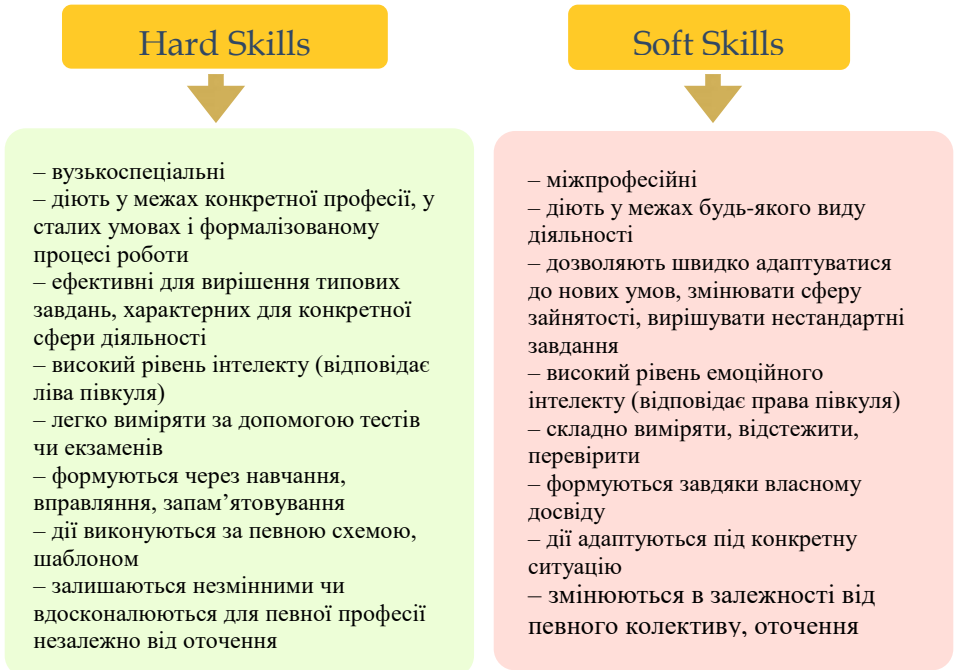 Hard Skills
– вузькоспеціальні
– діють у межах конкретної професії, у
сталих умовах і формалізованому
процесі роботи
– ефективні для вирішення типових
завдань, характерних для конкретної
сфери діяльності
– високий рівень інтелекту (відповідає
ліва півкуля)
– легко виміряти за допомогою тестів
чи екзаменів
– формуються через навчання,
вправляння, запам’ятовування
– дії виконуються за певною схемою,
шаблоном
– залишаються незмінними чи
вдосконалюються для певної професії
незалежно від оточення
Soft Skills
– міжпрофесійні
– діють у межах будь-якого виду
діяльності
– дозволяють швидко адаптуватися
до нових умов, змінювати сферу
зайнятості, вирішувати нестандартні
завдання
– високий рівень емоційного
інтелекту (відповідає права півкуля)
– складно виміряти, відстежити,
перевірити
– формуються завдяки власному
досвіду
– дії адаптуються під конкретну
ситуацію
– змінюються в залежності від
певного колективу, оточення